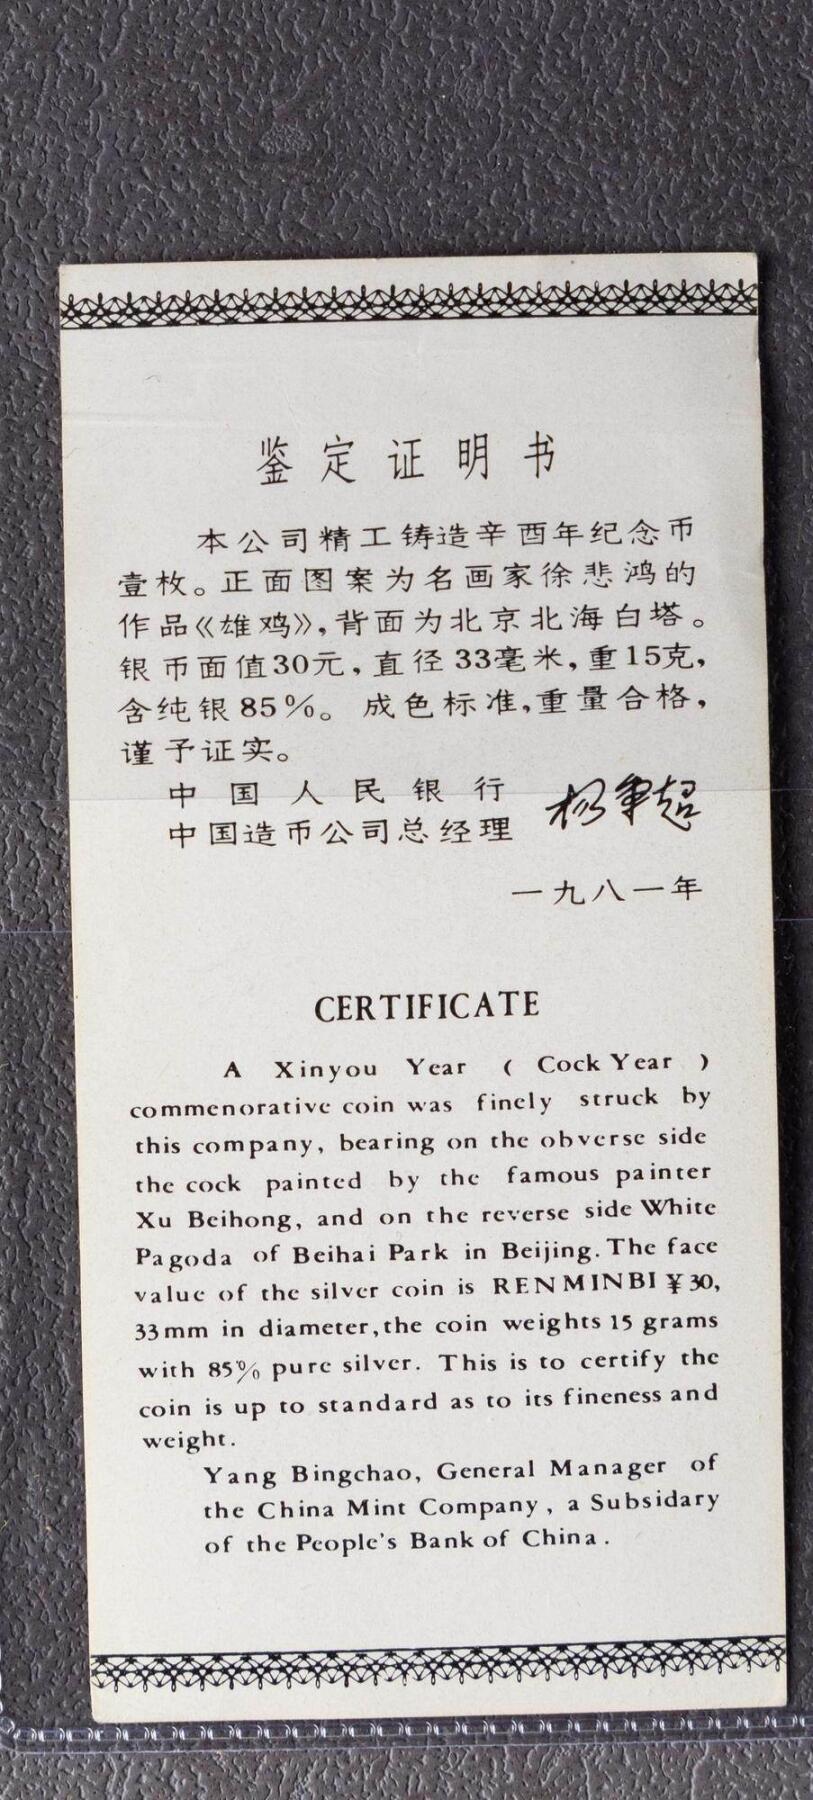 鉴定证明书
本公司精工铸造辛酉年纪念币
壹枚。正面图案为名画家徐悲鸿的
作品《雄鸡》，背面为北京北海白塔。
银币面值30元，直径33毫米，重15克，
含纯银85%。成色标准，重量合格，
谨予证实。
中国人民银行
中国造币公司总经理
一九八一年
CERTIFICATE
A Xinyou Year ( Cock Year )
commenorative coin was finely struck by
this company, bearing on the obverse side
the cock painted by the famous painter
Xu Beihong, and on the reverse side White
Pagoda of Beihai Park in Beijing. The face
value of the silver coin is RENMINBI ¥30,
33mm in diameter, the coin weights 15 grams
with 85% pure silver. This is to certify the
coin is up to standard as to its fineness and
weight.
Yang Bingchao, General Manager of
the China Mint Company, a Subsidary
of the People's Bank of China.